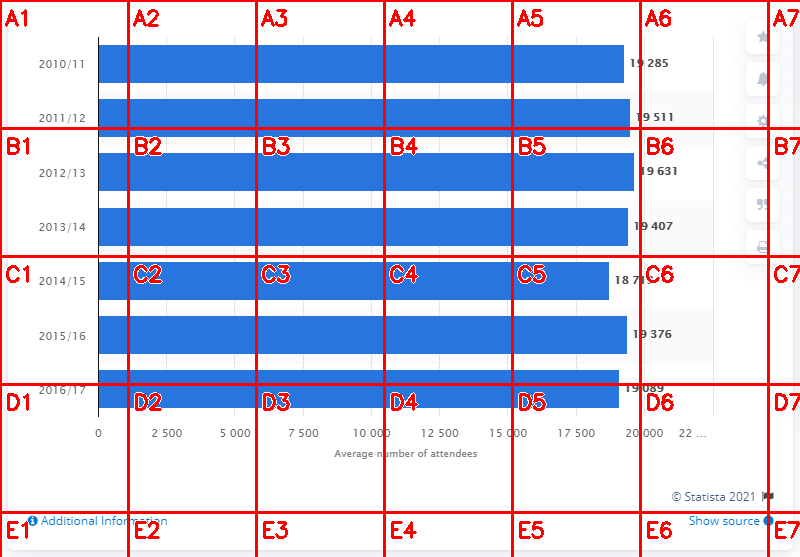 A1 A2 A3 A4 A5 A6 A7
2010/11 19 285
2011/12 19 511
B1 B2 B3 B4 B5 B6 B7
2012/13 19 631
2013/14 19 407
C1 C2 C3 C4 C5 C6 C7
2014/15 18
2015/16 19 376
2016/17 19 089
D1 D2 D3 D4 D5 D6 D7
0 2 500 5 000 7 500 10 000 12 500 15 000 17 500 20 000 22 ...
Average number of attendees
© Statista 2021
Additional Information Show source
E1 E2 E3 E4 E5 E6 E7